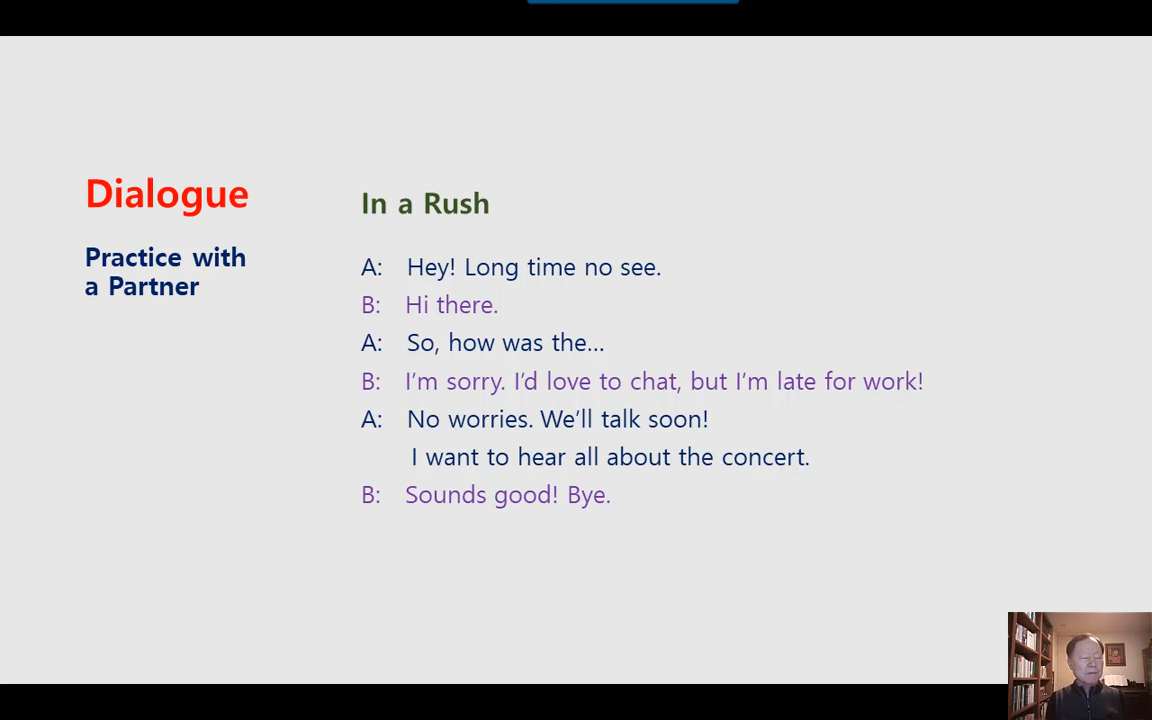 Dialogue
Practice with
a Partner
In a Rush
A: Hey! Long time no see.
B: Hi there.
A: So, how was the...
B: I'm sorry. I'd love to chat, but I'm late for work!
A: No worries. We'll talk soon!
I want to hear all about the concert.
B: Sounds good! Bye.